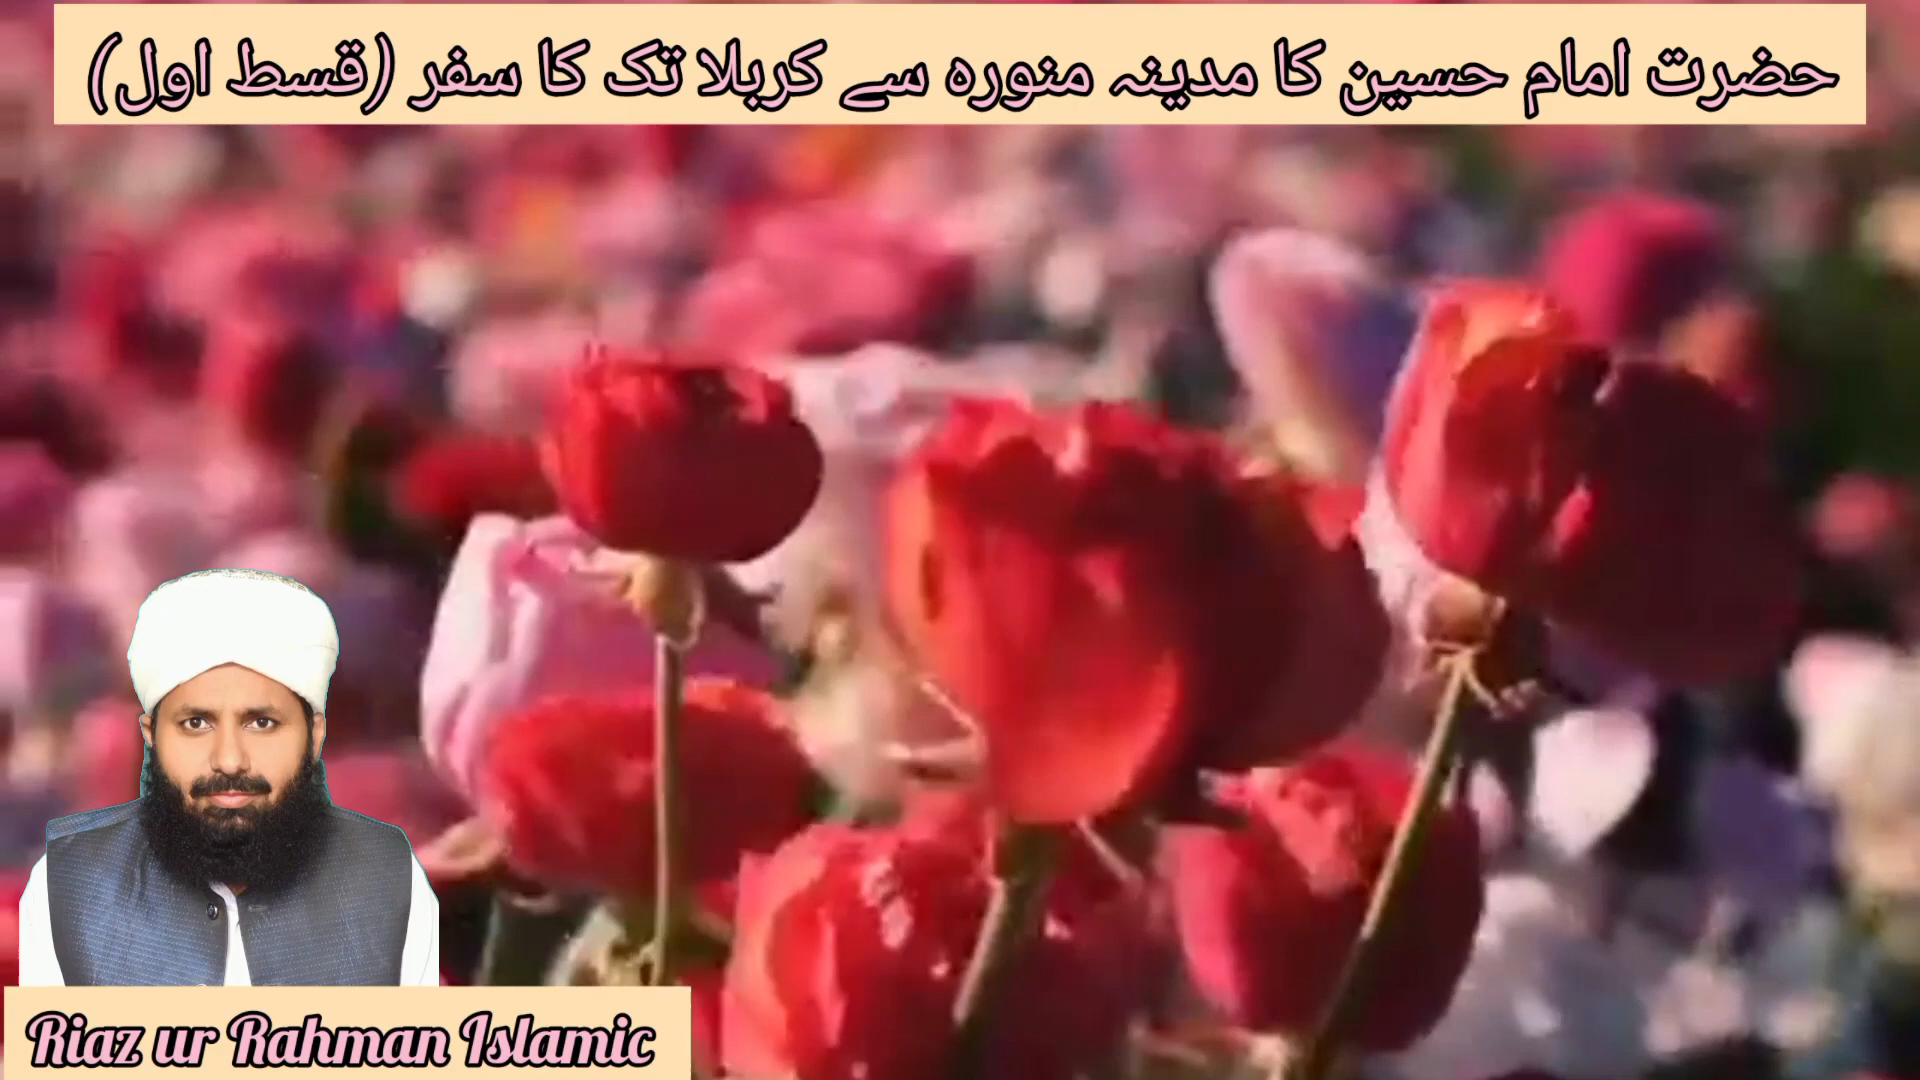 حضرت امام حسین کا مدینہ منورہ سے کربلا تک کا سفر (قسط اول)
Riaz ur Rahman Islamic